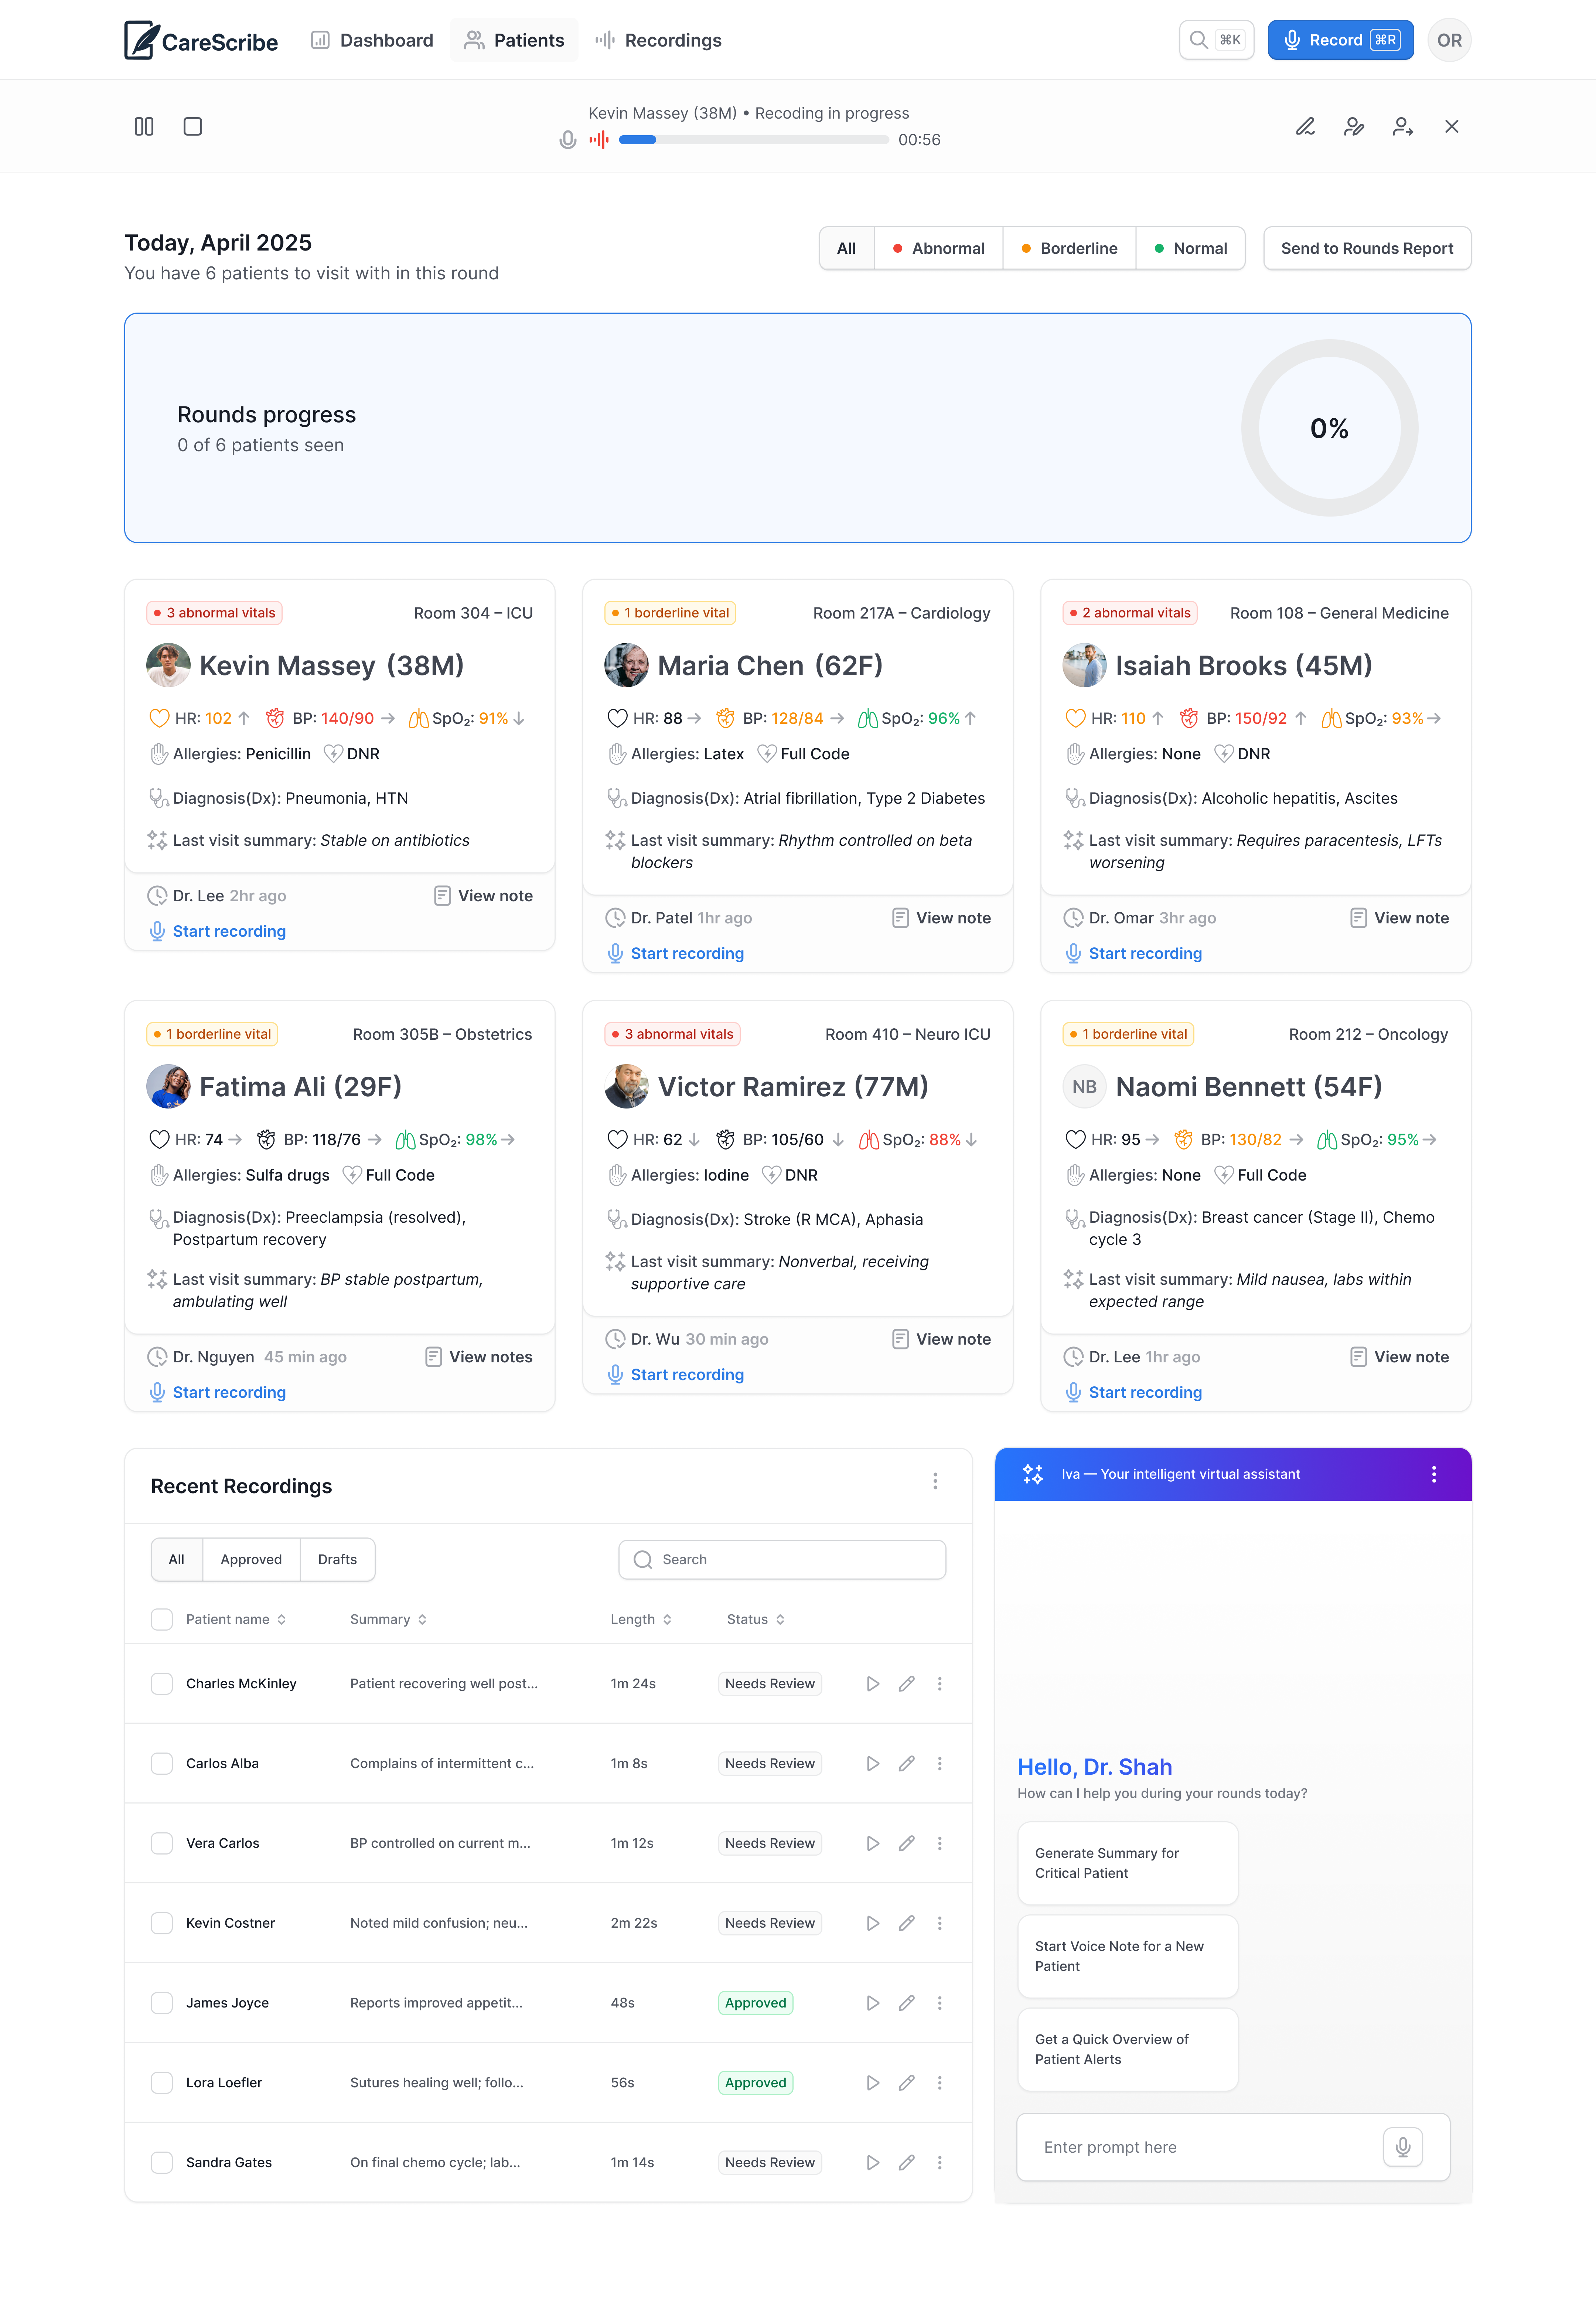 CareScribe
Dashboard
Patients
Recordings
⌘K
Record ⌘R
OR
Kevin Massey (38M) • Recoding in progress
00:56
Today, April 2025
You have 6 patients to visit with in this round
All
Abnormal
Borderline
Normal
Send to Rounds Report
Rounds progress
0 of 6 patients seen
0%
3 abnormal vitals
Room 304 – ICU
Kevin Massey (38M)
HR: 102 ↑ BP: 140/90 → SpO₂: 91% ↓
Allergies: Penicillin DNR
Diagnosis(Dx): Pneumonia, HTN
Last visit summary: Stable on antibiotics
Dr. Lee 2hr ago
View note
Start recording
1 borderline vital
Room 217A – Cardiology
Maria Chen (62F)
HR: 88 → BP: 128/84 → SpO₂: 96% ↑
Allergies: Latex Full Code
Diagnosis(Dx): Atrial fibrillation, Type 2 Diabetes
Last visit summary: Rhythm controlled on beta
blockers
Dr. Patel 1hr ago
View note
Start recording
2 abnormal vitals
Room 108 – General Medicine
Isaiah Brooks (45M)
HR: 110 ↑ BP: 150/92 ↑ SpO₂: 93% →
Allergies: None DNR
Diagnosis(Dx): Alcoholic hepatitis, Ascites
Last visit summary: Requires paracentesis, LFTs
worsening
Dr. Omar 3hr ago
View note
Start recording
1 borderline vital
Room 305B – Obstetrics
Fatima Ali (29F)
HR: 74 → BP: 118/76 → SpO₂: 98% →
Allergies: Sulfa drugs Full Code
Diagnosis(Dx): Preeclampsia (resolved),
Postpartum recovery
Last visit summary: BP stable postpartum,
ambulating well
Dr. Nguyen 45 min ago
View notes
Start recording
3 abnormal vitals
Room 410 – Neuro ICU
Victor Ramirez (77M)
HR: 62 ↓ BP: 105/60 ↓ SpO₂: 88% ↓
Allergies: Iodine DNR
Diagnosis(Dx): Stroke (R MCA), Aphasia
Last visit summary: Nonverbal, receiving
supportive care
Dr. Wu 30 min ago
View note
Start recording
1 borderline vital
Room 212 – Oncology
NB
Naomi Bennett (54F)
HR: 95 → BP: 130/82 → SpO₂: 95% →
Allergies: None Full Code
Diagnosis(Dx): Breast cancer (Stage II), Chemo
cycle 3
Last visit summary: Mild nausea, labs within
expected range
Dr. Lee 1hr ago
View note
Start recording
Recent Recordings
All
Approved
Drafts
Search
Patient name Summary Length Status
Charles McKinley Patient recovering well post... 1m 24s Needs Review
Carlos Alba Complains of intermittent c... 1m 8s Needs Review
Vera Carlos BP controlled on current m... 1m 12s Needs Review
Kevin Costner Noted mild confusion; neu... 2m 22s Needs Review
James Joyce Reports improved appetit... 48s Approved
Lora Loefler Sutures healing well; follo... 56s Approved
Sandra Gates On final chemo cycle; lab... 1m 14s Needs Review
Iva — Your intelligent virtual assistant
Hello, Dr. Shah
How can I help you during your rounds today?
Generate Summary for
Critical Patient
Start Voice Note for a New
Patient
Get a Quick Overview of
Patient Alerts
Enter prompt here